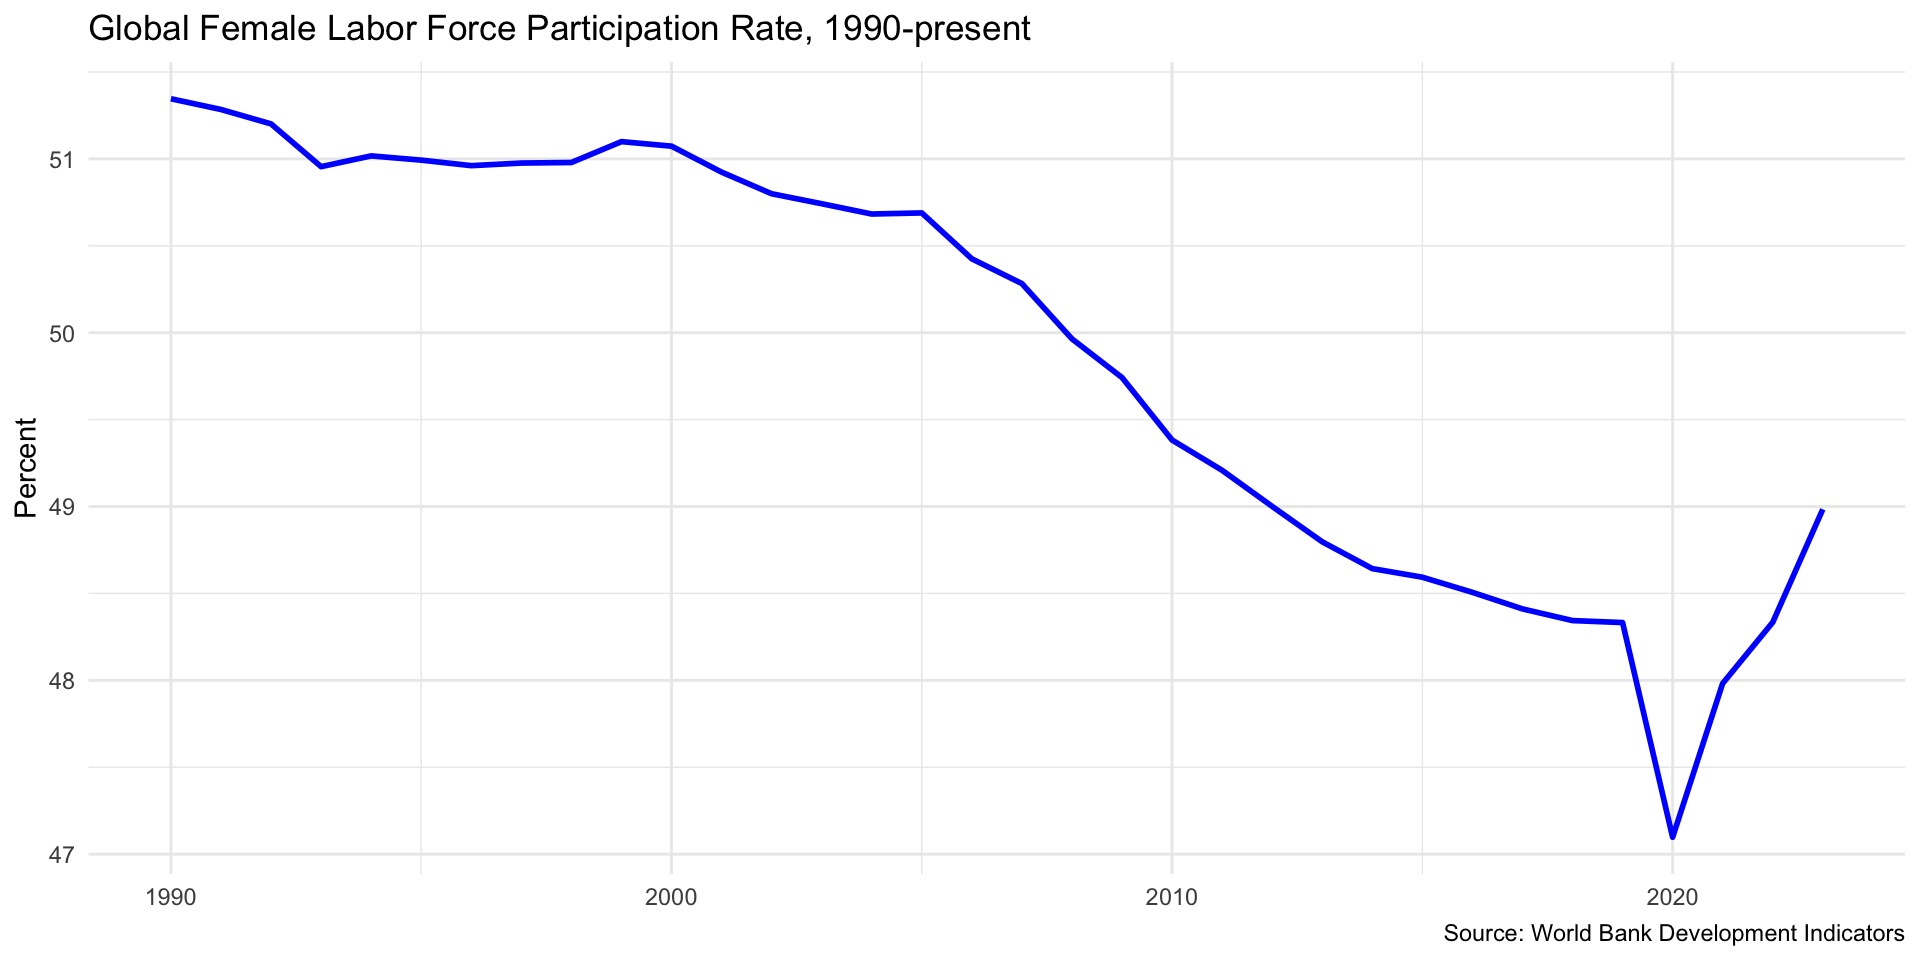 Global Female Labor Force Participation Rate, 1990-present
Percent
51
50
49
48
47
1990 2000 2010 2020
Source: World Bank Development Indicators